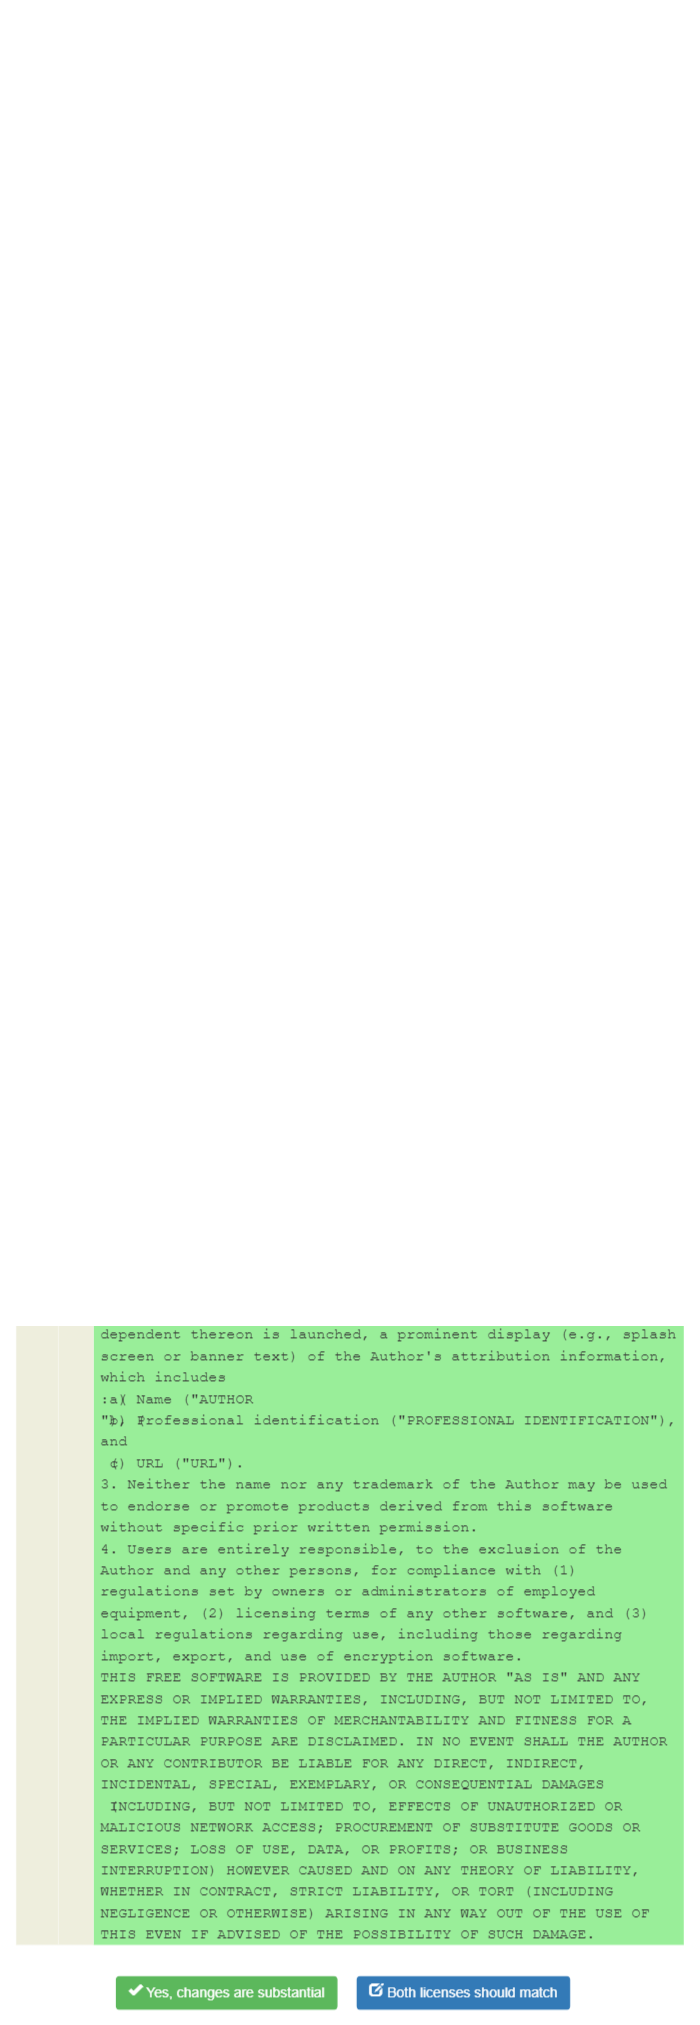 dependent thereon is launched, a prominent display (e.g., splash
screen or banner text) of the Author's attribution information,
which includes
:a) Name ("AUTHOR
"b) Professional identification ("PROFESSIONAL IDENTIFICATION"),
and
c) URL ("URL").
3. Neither the name nor any trademark of the Author may be used
to endorse or promote products derived from this software
without specific prior written permission.
4. Users are entirely responsible, to the exclusion of the
Author and any other persons, for compliance with (1)
regulations set by owners or administrators of employed
equipment, (2) licensing terms of any other software, and (3)
local regulations regarding use, including those regarding
import, export, and use of encryption software.
THIS FREE SOFTWARE IS PROVIDED BY THE AUTHOR "AS IS" AND ANY
EXPRESS OR IMPLIED WARRANTIES, INCLUDING, BUT NOT LIMITED TO,
THE IMPLIED WARRANTIES OF MERCHANTABILITY AND FITNESS FOR A
PARTICULAR PURPOSE ARE DISCLAIMED. IN NO EVENT SHALL THE AUTHOR
OR ANY CONTRIBUTOR BE LIABLE FOR ANY DIRECT, INDIRECT,
INCIDENTAL, SPECIAL, EXEMPLARY, OR CONSEQUENTIAL DAMAGES
INCLUDING, BUT NOT LIMITED TO, EFFECTS OF UNAUTHORIZED OR
MALICIOUS NETWORK ACCESS; PROCUREMENT OF SUBSTITUTE GOODS OR
SERVICES; LOSS OF USE, DATA, OR PROFITS; OR BUSINESS
INTERRUPTION) HOWEVER CAUSED AND ON ANY THEORY OF LIABILITY,
WHETHER IN CONTRACT, STRICT LIABILITY, OR TORT (INCLUDING
NEGLIGENCE OR OTHERWISE) ARISING IN ANY WAY OUT OF THE USE OF
THIS EVEN IF ADVISED OF THE POSSIBILITY OF SUCH DAMAGE.
Yes, changes are substantial
Both licenses should match